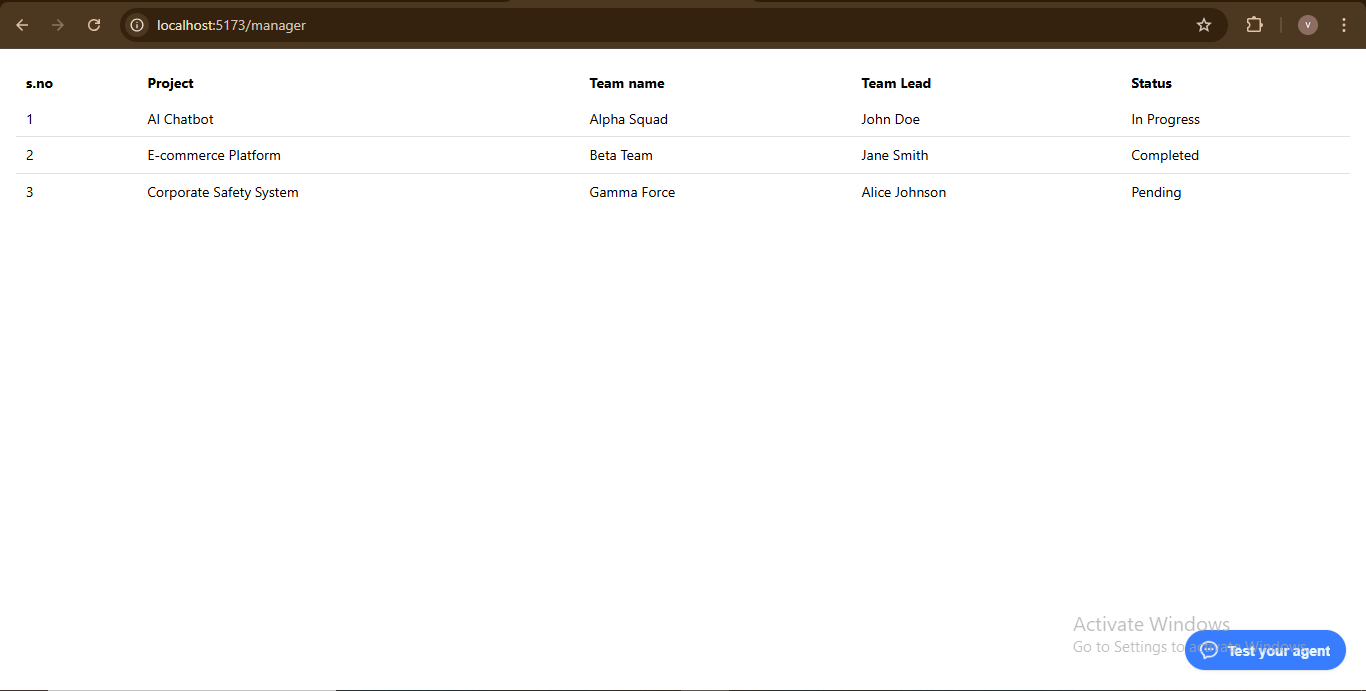 localhost:5173/manager
V
s.no Project Team name Team Lead Status
1 AI Chatbot Alpha Squad John Doe In Progress
2 E-commerce Platform Beta Team Jane Smith Completed
3 Corporate Safety System Gamma Force Alice Johnson Pending
Activate Windows
Go to Settings to activate Windows.
Test your agent